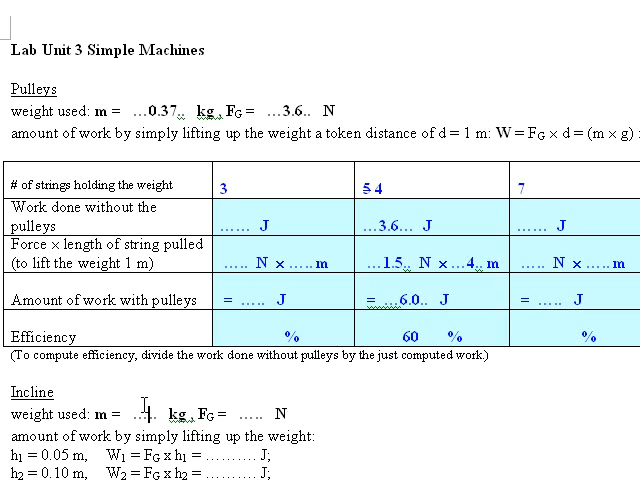 Lab Unit 3 Simple Machines
Pulleys
weight used: m = …0.37.. kg , FG = …3.6.. N
amount of work by simply lifting up the weight a token distance of d = 1 m: W = FG x d = (m x g)
# of strings holding the weight 3 5 4 7
Work done without the pulleys …… J …3.6… J …… J
Force x length of string pulled (to lift the weight 1 m) ….. N x ….. m …1.5.. N x …4.. m ….. N x ….. m
Amount of work with pulleys = ….. J = …6.0.. J = ….. J
Efficiency % 60 % %
(To compute efficiency, divide the work done without pulleys by the just computed work.)
Incline
weight used: m = ….. kg , FG = ….. N
amount of work by simply lifting up the weight:
h1 = 0.05 m, W1 = FG x h1 = ………. J;
h2 = 0.10 m, W2 = FG x h2 = ………. J;